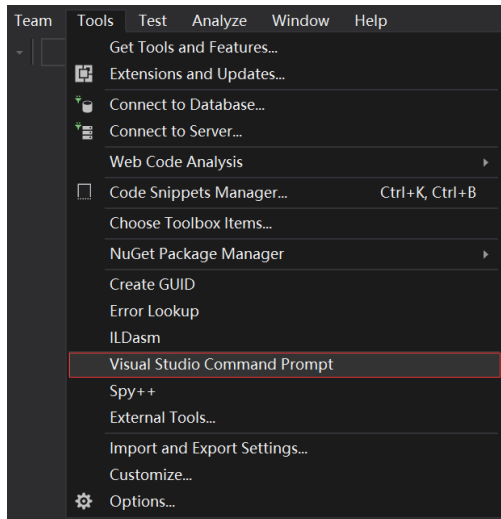 Team Tools Test Analyze Window Help
Get Tools and Features...
Extensions and Updates...
Connect to Database...
Connect to Server...
Web Code Analysis
Code Snippets Manager... Ctrl+K, Ctrl+B
Choose Toolbox Items...
NuGet Package Manager
Create GUID
Error Lookup
ILDasm
Visual Studio Command Prompt
Spy++
External Tools...
Import and Export Settings...
Customize...
Options...